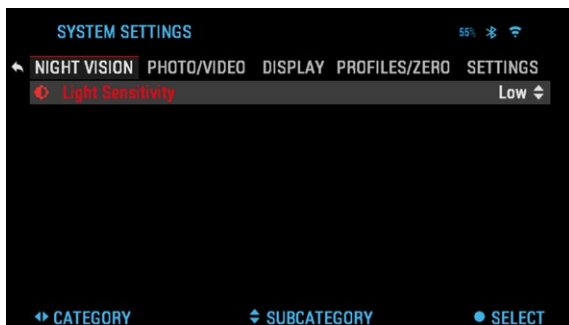 SYSTEM SETTINGS 55%
NIGHT VISION PHOTO/VIDEO DISPLAY PROFILES/ZERO SETTINGS
Light Sensitivity Low
CATEGORY SUBCATEGORY SELECT